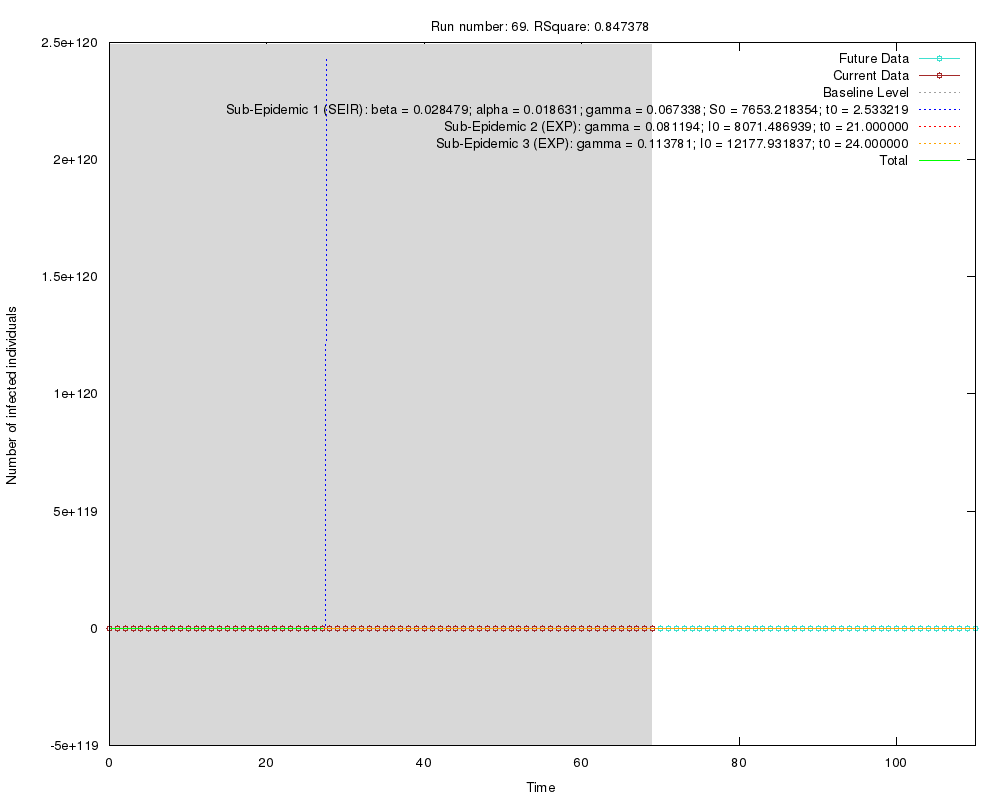 Run number: 69. RSquare: 0.847378
2.5e+120
2e+120
1.5e+120
1e+120
5e+119
0
-5e+119
Number of infected individuals
Future Data
Current Data
Baseline Level
Sub-Epidemic 1 (SEIR): beta = 0.028479; alpha = 0.018631; gamma = 0.067338; S0 = 7653.218354; t0 = 2.533219
Sub-Epidemic 2 (EXP): gamma = 0.081194; I0 = 8071.486939; t0 = 21.000000
Sub-Epidemic 3 (EXP): gamma = 0.113781; I0 = 12177.931837; t0 = 24.000000
Total
0 20 40 60 80 100
Time